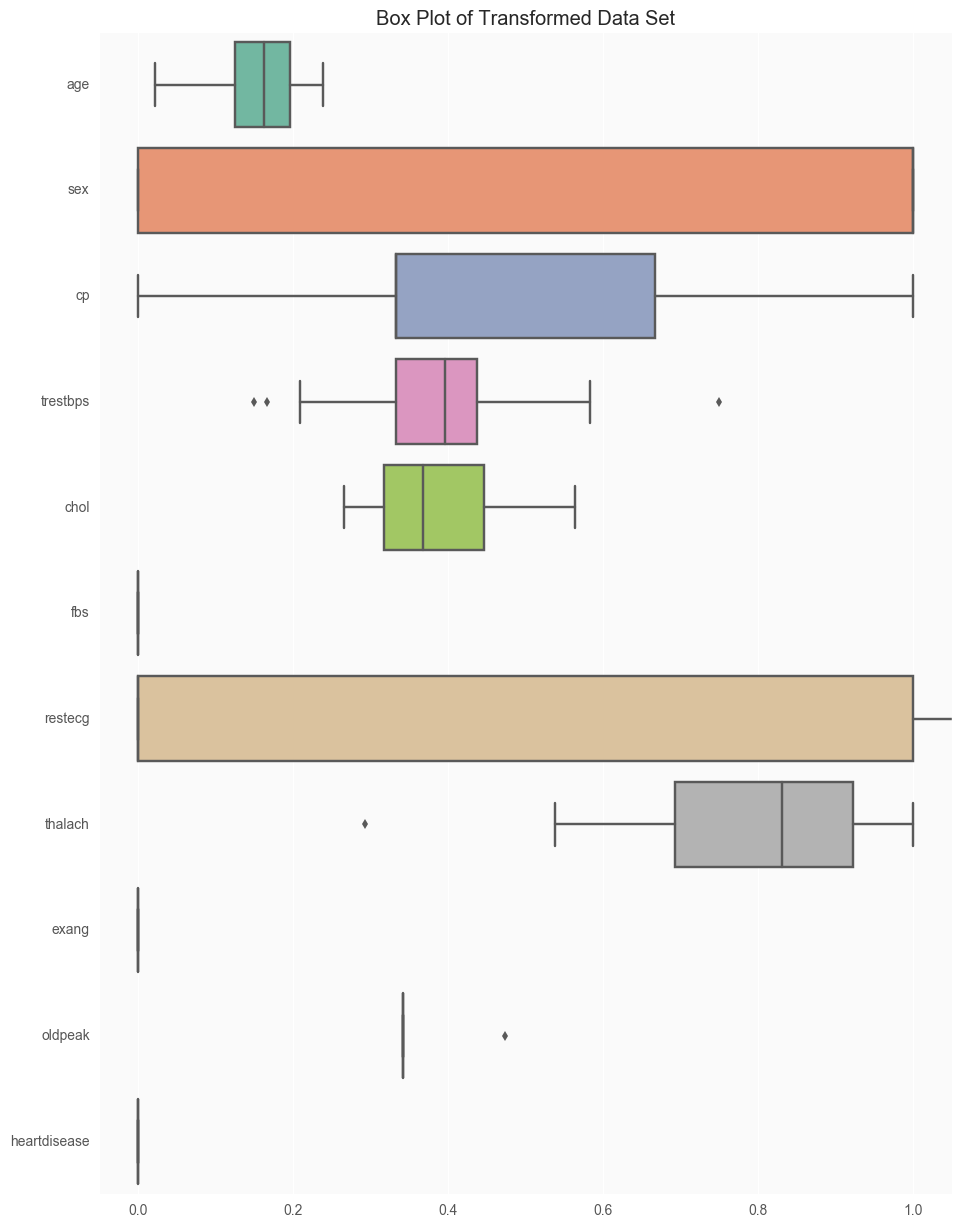 Box Plot of Transformed Data Set
age
sex
cp
trestbps
chol
fbs
restecg
thalach
exang
oldpeak
heartdisease
0.0 0.2 0.4 0.6 0.8 1.0